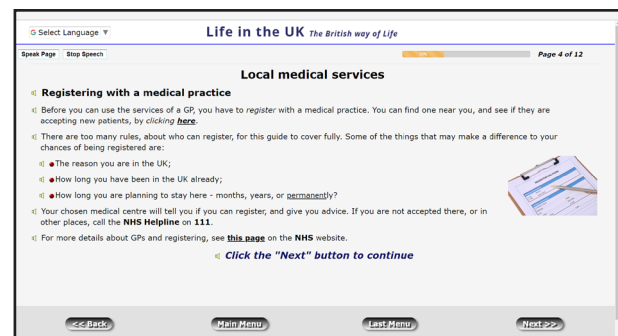 G Select Language ▼
Life in the UK The British way of Life
Speak Page Stop Speech
Page 4 of 12
Local medical services
Registering with a medical practice
Before you can use the services of a GP, you have to register with a medical practice. You can find one near you, and see if they are
accepting new patients, by clicking here.
There are too many rules, about who can register, for this guide to cover fully. Some of the things that may make a difference to your
chances of being registered are:
The reason you are in the UK;
How long you have been in the UK already;
How long you are planning to stay here - months, years, or permanently?
Your chosen medical centre will tell you if you can register, and give you advice. If you are not accepted there, or in
other places, call the NHS Helpline on 111.
For more details about GPs and registering, see this page on the NHS website.
Click the "Next" button to continue
<< Back
Main Menu
Last Menu
Next >>